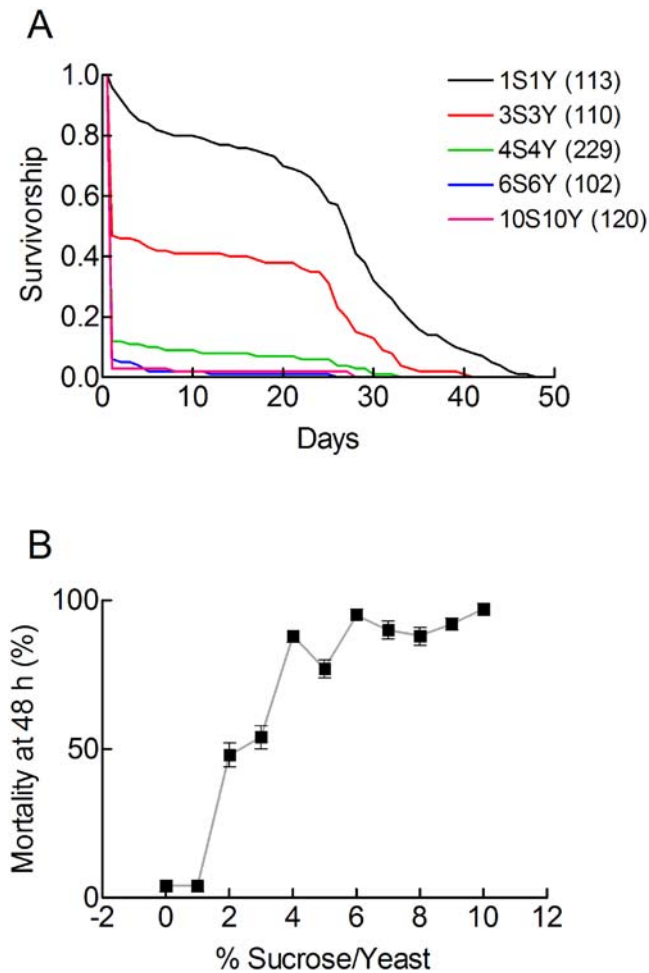 A
1.0
0.8
0.6
0.4
0.2
0.0
0 10 20 30 40 50
Survivorship
Days
1S1Y (113)
3S3Y (110)
4S4Y (229)
6S6Y (102)
10S10Y (120)
B
100
50
0
-2 0 2 4 6 8 10 12
Mortality at 48 h (%)
% Sucrose/Yeast